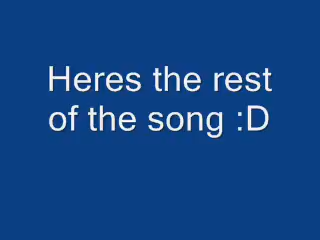 Heres the rest
of the song :D